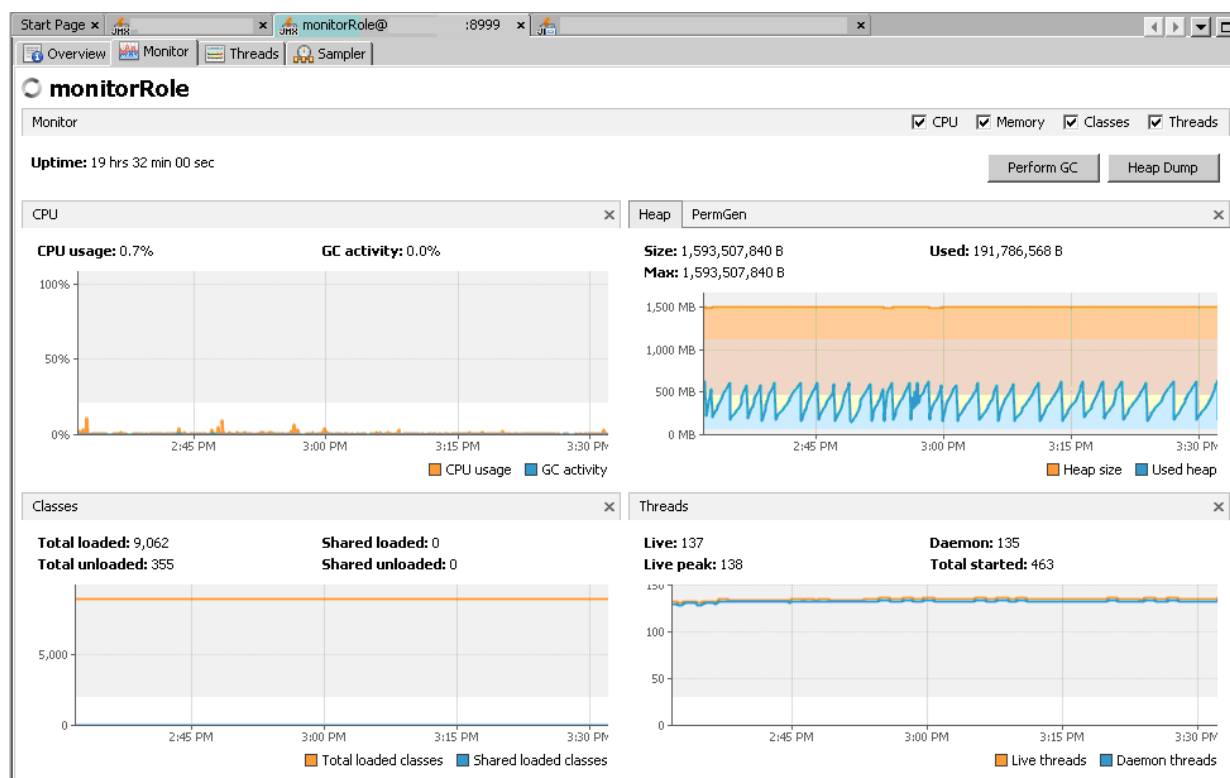 Start Page
JMX
JMX monitorRole@ :8999
Overview Monitor Threads Sampler
monitorRole
Monitor CPU Memory Classes Threads
Uptime: 19 hrs 32 min 00 sec
Perform GC Heap Dump
CPU
CPU usage: 0.7% GC activity: 0.0%
100%
50%
0%
2:45 PM 3:00 PM 3:15 PM 3:30 PM
CPU usage GC activity
Heap PermGen
Size: 1,593,507,840 B Used: 191,786,568 B
Max: 1,593,507,840 B
1,500 MB
1,000 MB
500 MB
0 MB
2:45 PM 3:00 PM 3:15 PM 3:30 PM
Heap size Used heap
Classes
Total loaded: 9,062 Shared loaded: 0
Total unloaded: 355 Shared unloaded: 0
5,000
0
2:45 PM 3:00 PM 3:15 PM 3:30 PM
Total loaded classes Shared loaded classes
Threads
Live: 137 Daemon: 135
Live peak: 138 Total started: 463
150
100
50
0
2:45 PM 3:00 PM 3:15 PM 3:30 PM
Live threads Daemon threads